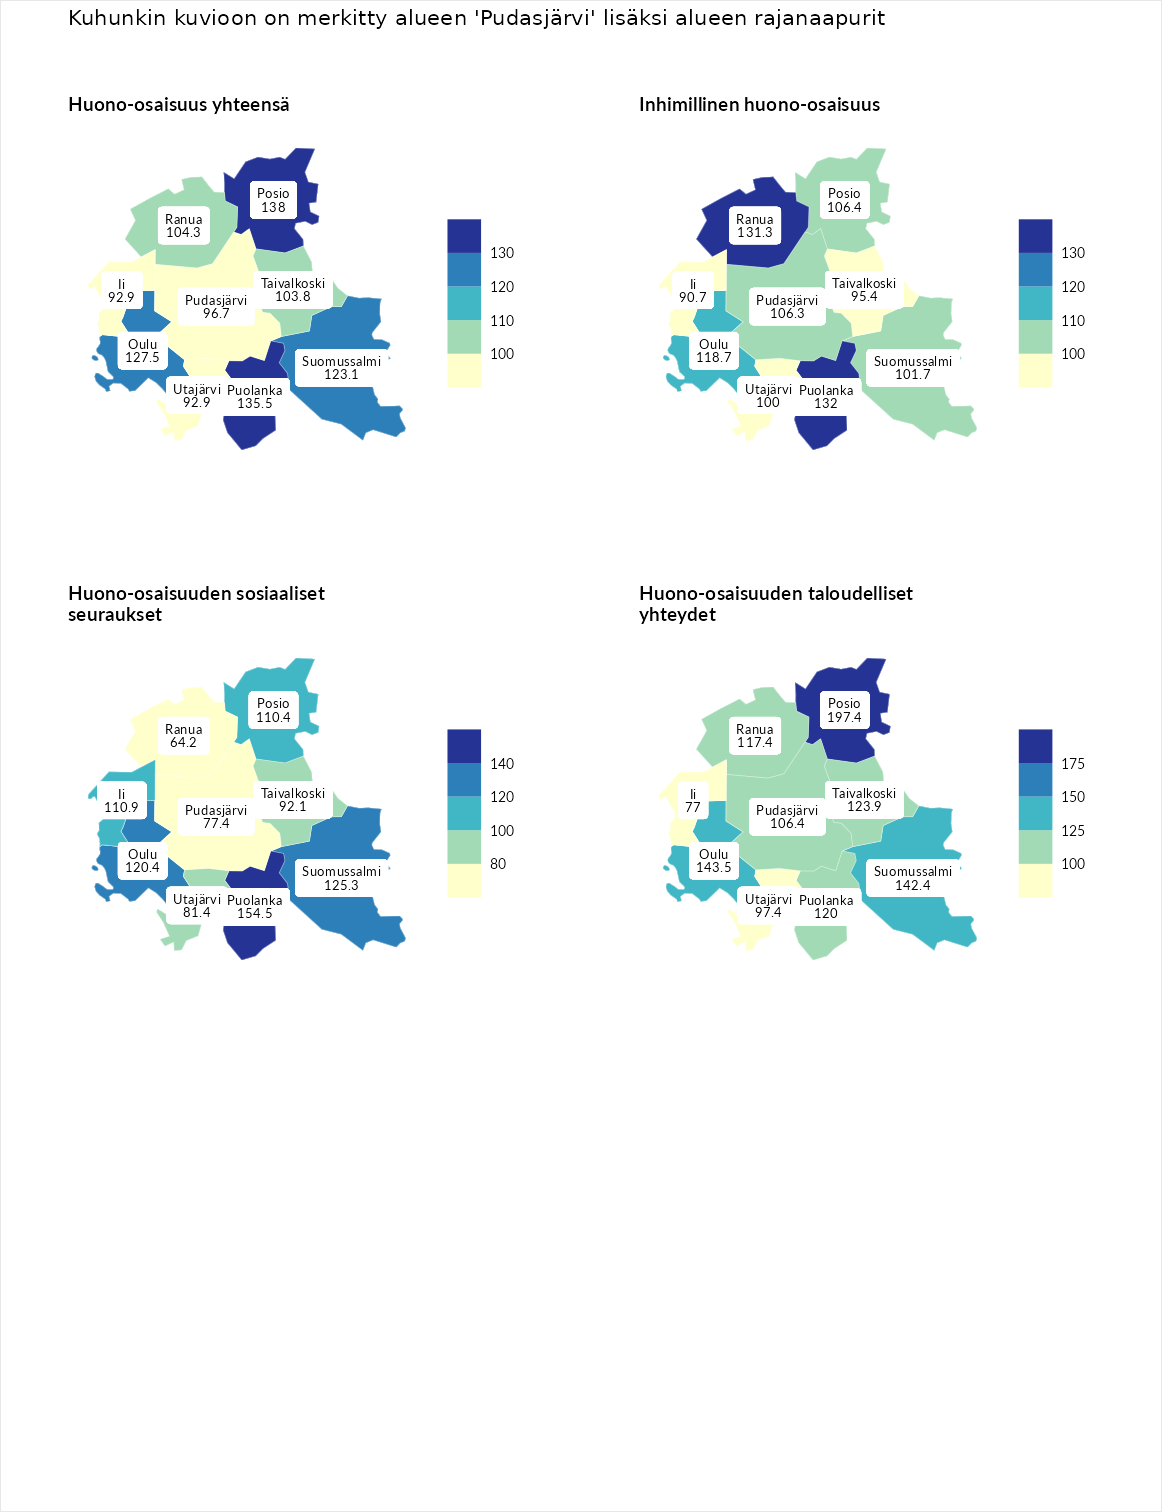 Kuhunkin kuvioon on merkitty alueen 'Pudasjärvi' lisäksi alueen rajanaapurit
Huono-osaisuus yhteensä
Posio
138
Ranua
104.3
Ii
92.9
Pudasjärvi
96.7
Taivalkoski
103.8
Oulu
127.5
Suomussalmi
123.1
Utajärvi
92.9
Puolanka
135.5
130
120
110
100
Inhimillinen huono-osaisuus
Posio
106.4
Ranua
131.3
Ii
90.7
Pudasjärvi
106.3
Taivalkoski
95.4
Oulu
118.7
Suomussalmi
101.7
Utajärvi
100
Puolanka
132
130
120
110
100
Huono-osaisuuden sosiaaliset
seuraukset
Posio
110.4
Ranua
64.2
Ii
110.9
Pudasjärvi
77.4
Taivalkoski
92.1
Oulu
120.4
Suomussalmi
125.3
Utajärvi
81.4
Puolanka
154.5
140
120
100
80
Huono-osaisuuden taloudelliset
yhteydet
Posio
197.4
Ranua
117.4
Ii
77
Pudasjärvi
106.4
Taivalkoski
123.9
Oulu
143.5
Suomussalmi
142.4
Utajärvi
97.4
Puolanka
120
175
150
125
100